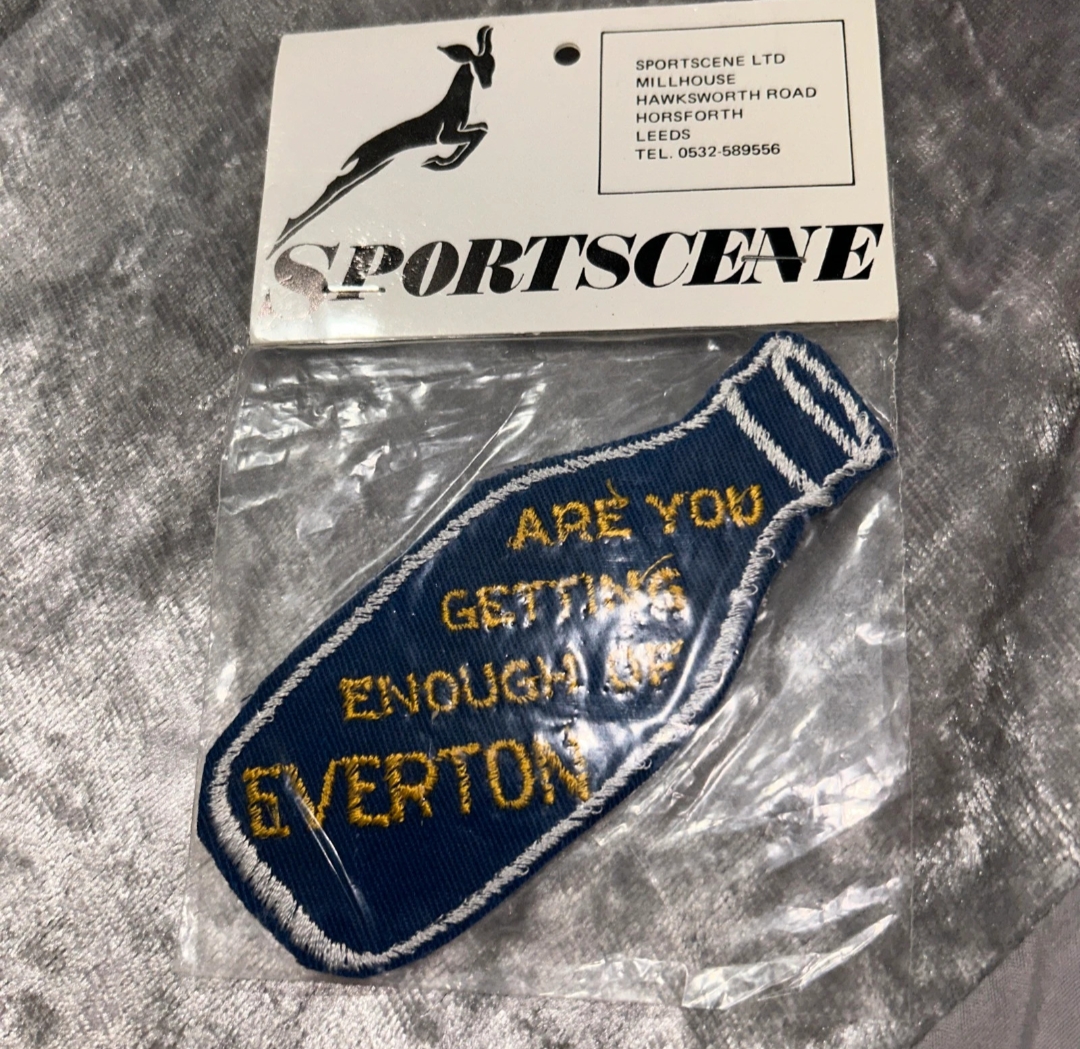 SPORTSCENE LTD
MILLHOUSE
HAWKSWORTH ROAD
HORSFORTH
LEEDS
TEL. 0532-589556
SPORTSCENE
ARE YOU
GETTING
ENOUGH OF
EVERTON